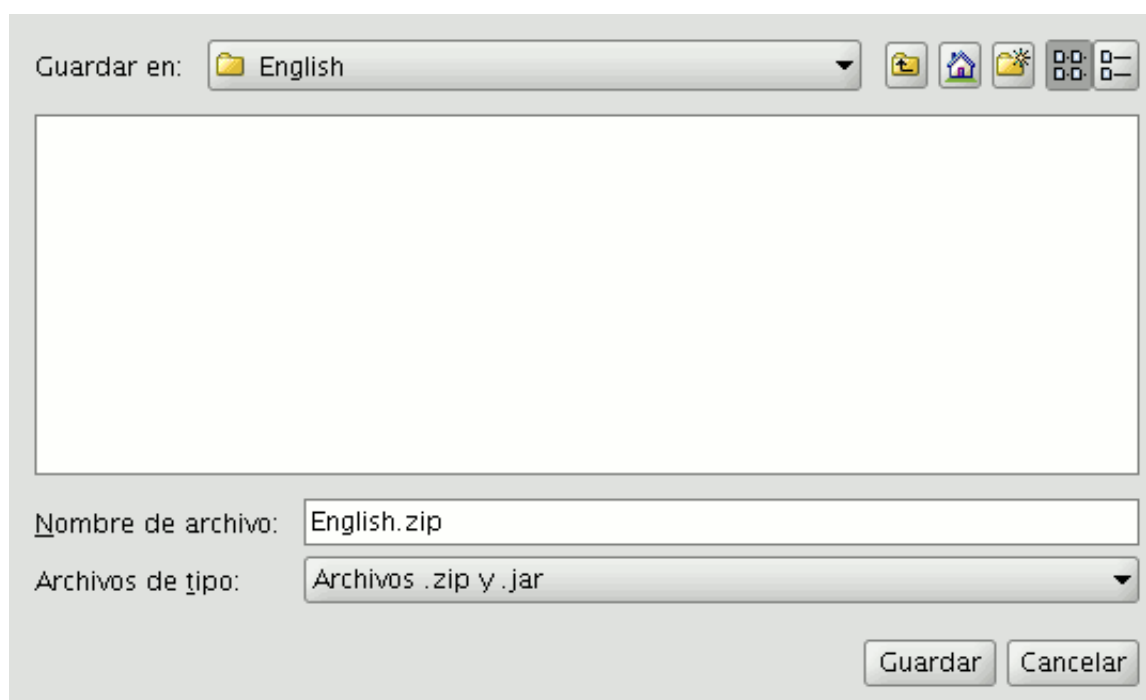 Guardar en: English
Nombre de archivo: English.zip
Archivos de tipo: Archivos .zip y .jar
Guardar Cancelar